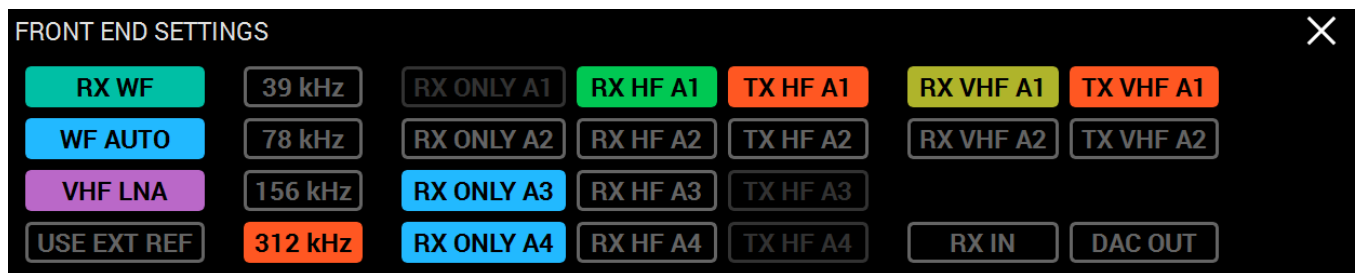 FRONT END SETTINGS
RX WF 39 kHz RX ONLY A1 RX HF A1 TX HF A1 RX VHF A1 TX VHF A1
WF AUTO 78 kHz RX ONLY A2 RX HF A2 TX HF A2 RX VHF A2 TX VHF A2
VHF LNA 156 kHz RX ONLY A3 RX HF A3 TX HF A3
USE EXT REF 312 kHz RX ONLY A4 RX HF A4 TX HF A4 RX IN DAC OUT